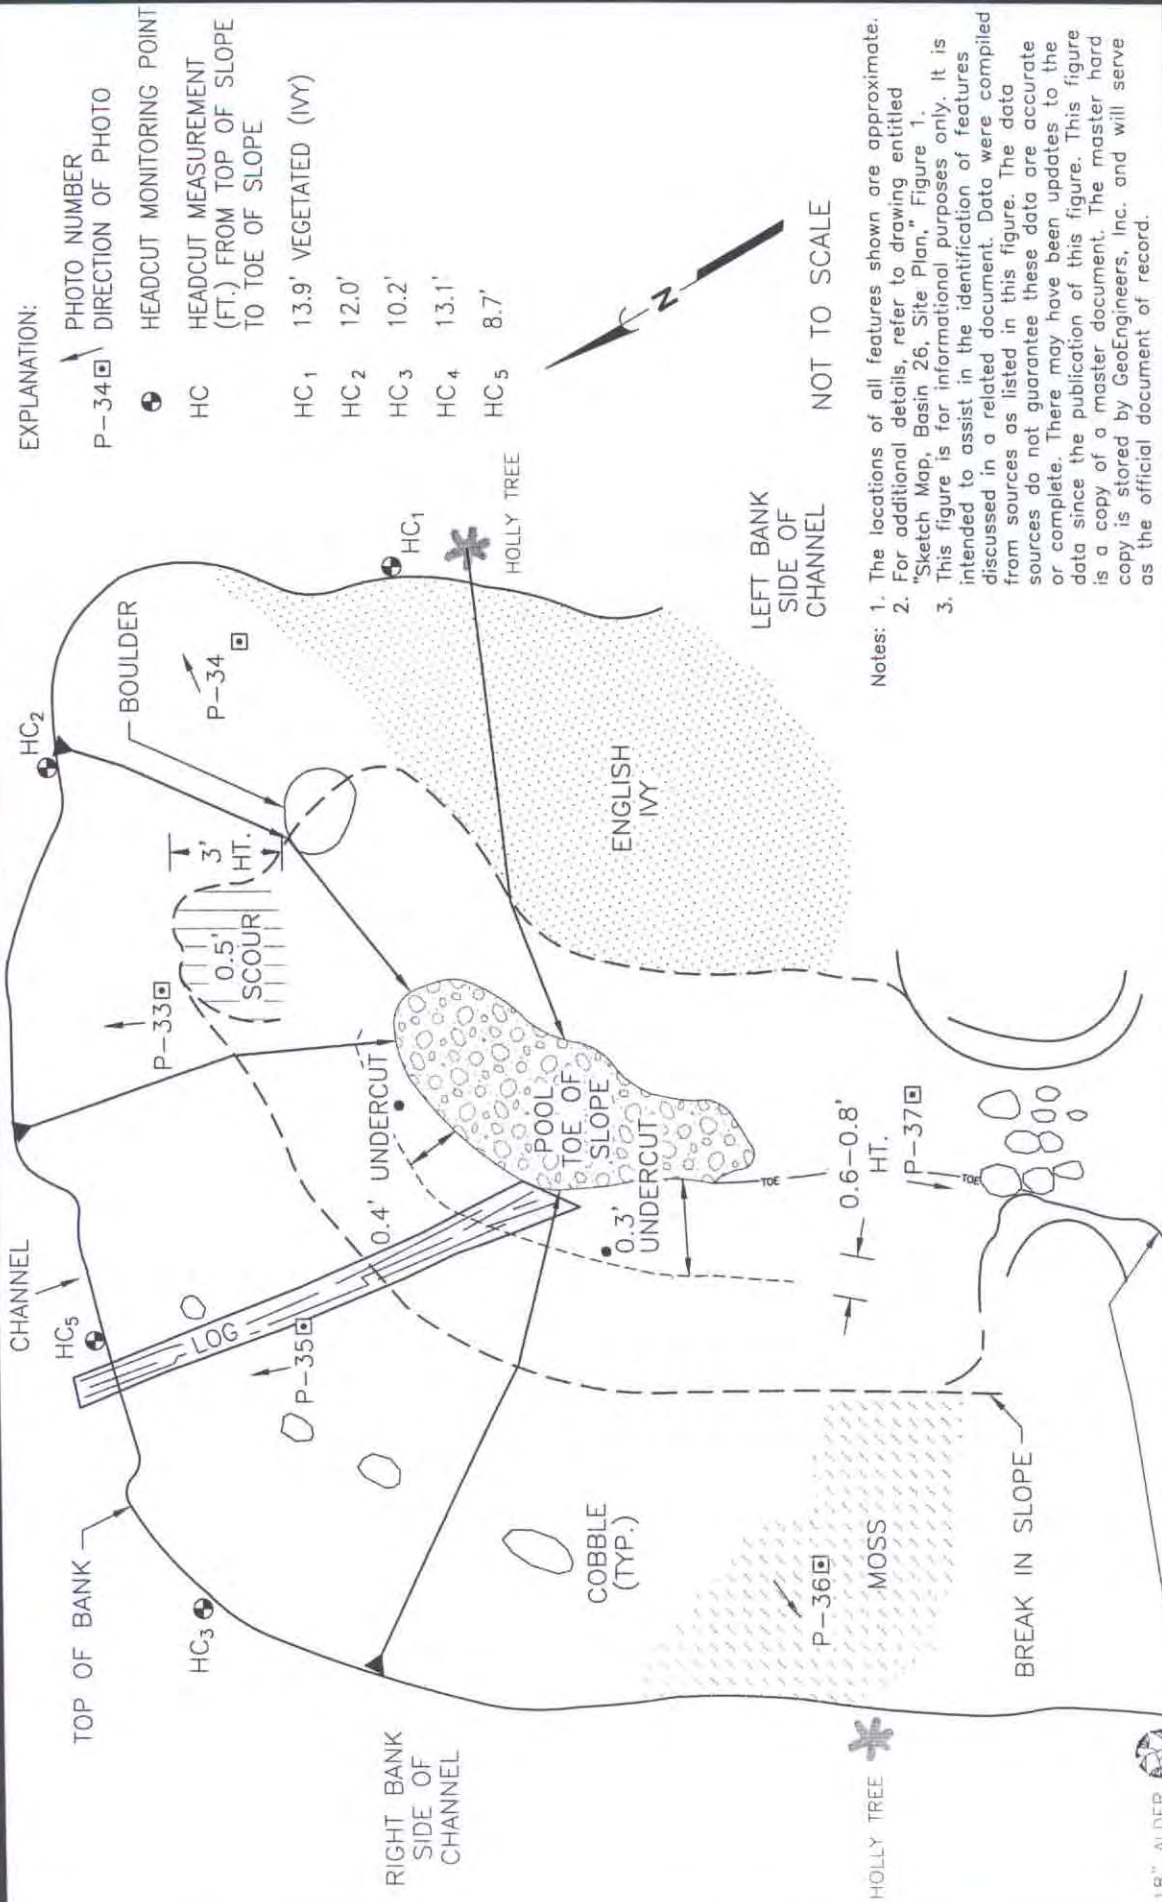 EXPLANATION:
P-34
PHOTO NUMBER
DIRECTION OF PHOTO
HEADCUT MONITORING POINT
HC
HEADCUT MEASUREMENT
(FT.) FROM TOP OF SLOPE
TO TOE OF SLOPE
HC1 13.9' VEGETATED (IVY)
HC2 12.0'
HC3 10.2'
HC4 13.1'
HC5 8.7'
N
NOT TO SCALE
TOP OF BANK
CHANNEL
HC5
HC2
BOULDER
HC3
LOG
P-35
P-33
0.5'
SCOUR
3'
HT.
P-34
HC1
HOLLY TREE
RIGHT BANK
SIDE OF
CHANNEL
0.4' UNDERCUT
POOL
TOE OF
SLOPE
0.3'
UNDERCUT
ENGLISH
IVY
LEFT BANK
SIDE OF
CHANNEL
COBBLE
(TYP.)
TOE
P-36
MOSS
0.6-0.8'
HT.
P-37
TOE
HOLLY TREE
BREAK IN SLOPE
18" ALDER
Notes: 1. The locations of all features shown are approximate.
2. For additional details, refer to drawing entitled
"Sketch Map, Basin 26, Site Plan," Figure 1.
3. This figure is for informational purposes only. It is
intended to assist in the identification of features
discussed in a related document. Data were compiled
from sources as listed in this figure. The data
sources do not guarantee these data are accurate
or complete. There may have been updates to the
data since the publication of this figure. This figure
is a copy of a master document. The master hard
copy is stored by GeoEngineers, Inc. and will serve
as the official document of record.